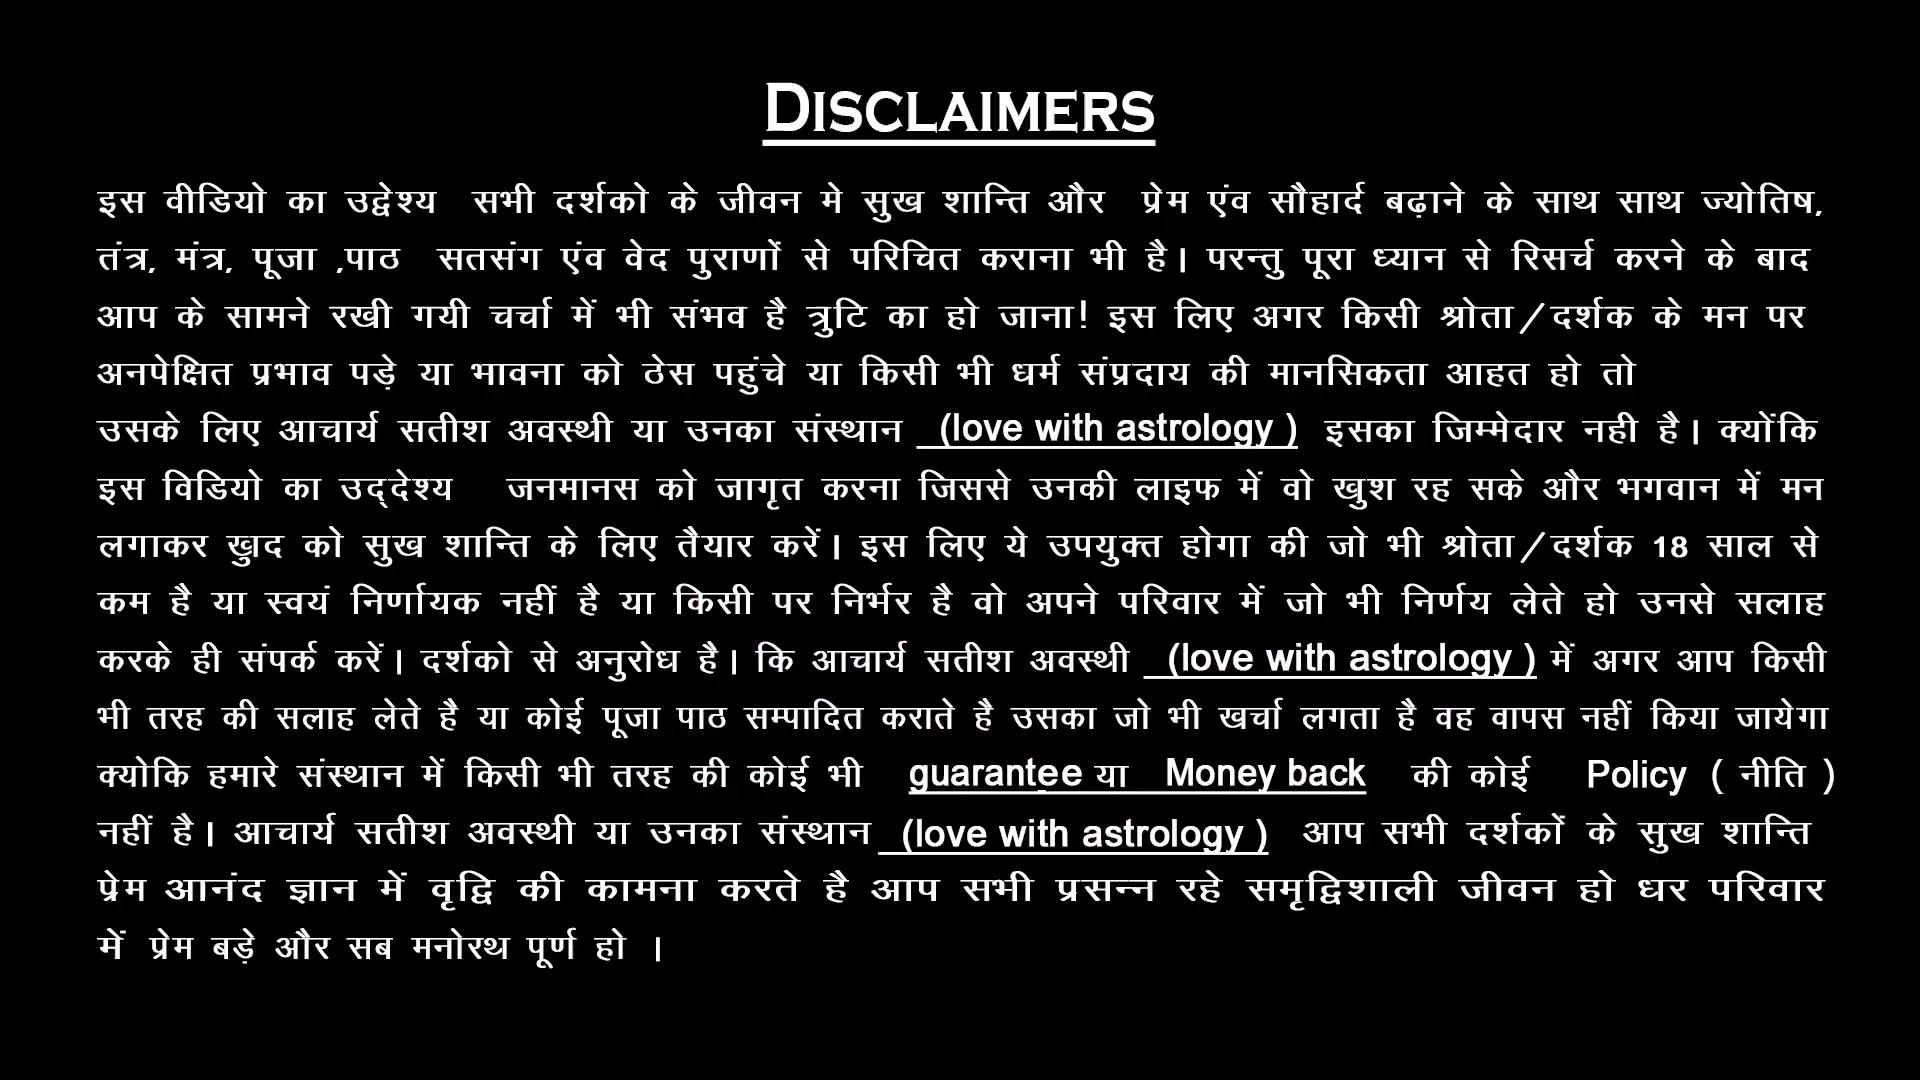 DISCLAIMERS
इस वीडियो का उद्वेश्य सभी दर्शको के जीवन मे सुख शान्ति और प्रेम एंव सौहार्द बढ़ाने के साथ साथ ज्योतिष,
तंत्र, मंत्र, पूजा ,पाठ सतसंग एंव वेद पुराणों से परिचित कराना भी है। परन्तु पूरा ध्यान से रिसर्च करने के बाद
आप के सामने रखी गयी चर्चा में भी संभव है त्रुटि का हो जाना! इस लिए अगर किसी श्रोता/दर्शक के मन पर
अनपेक्षित प्रभाव पड़े या भावना को ठेस पहुंचे या किसी भी धर्म संप्रदाय की मानसिकता आहत हो तो
उसके लिए आचार्य सतीश अवस्थी या उनका संस्थान (love with astrology ) इसका जिम्मेदार नही है। क्योंकि
इस विडियो का उद्‌देश्य जनमानस को जागृत करना जिससे उनकी लाइफ में वो खुश रह सके और भगवान में मन
लगाकर खुद को सुख शान्ति के लिए तैयार करें। इस लिए ये उपयुक्त होगा की जो भी श्रोता/दर्शक 18 साल से
कम है या स्वयं निर्णायक नहीं है या किसी पर निर्भर है वो अपने परिवार में जो भी निर्णय लेते हो उनसे सलाह
करके ही संपर्क करें। दर्शको से अनुरोध है। कि आचार्य सतीश अवस्थी (love with astrology ) में अगर आप किसी
भी तरह की सलाह लेते है या कोई पूजा पाठ सम्पादित कराते है उसका जो भी खर्चा लगता है वह वापस नहीं किया जायेगा
क्योकि हमारे संस्थान में किसी भी तरह की कोई भी guarantee या Money back की कोई Policy ( नीति )
नहीं है। आचार्य सतीश अवस्थी या उनका संस्थान (love with astrology ) आप सभी दर्शकों के सुख शान्ति
प्रेम आनंद ज्ञान में वृद्वि की कामना करते है आप सभी प्रसन्न रहे समृद्विशाली जीवन हो धर परिवार
में प्रेम बड़े और सब मनोरथ पूर्ण हो ।